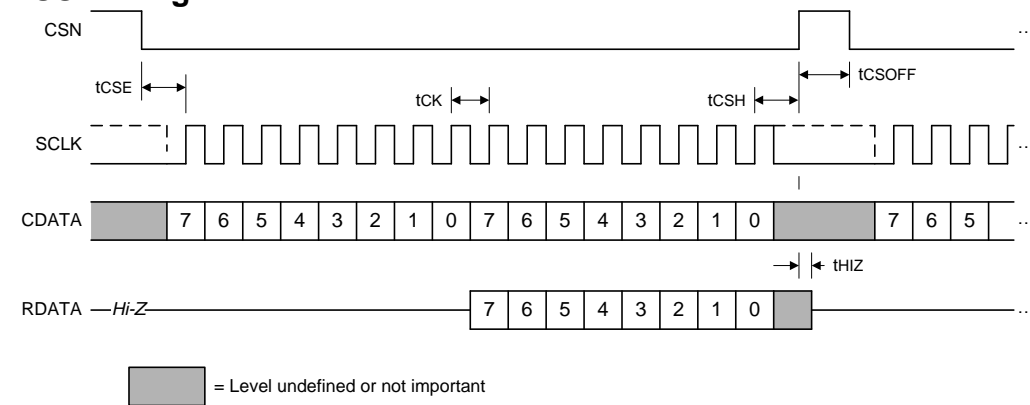 CSN
..
tCSE
tCK
tCSH
tCSOFF
SCLK
..
CDATA 7 6 5 4 3 2 1 0 7 6 5 4 3 2 1 0 7 6 5 ..
tHIZ
RDATA Hi-Z 7 6 5 4 3 2 1 0 ..
= Level undefined or not important